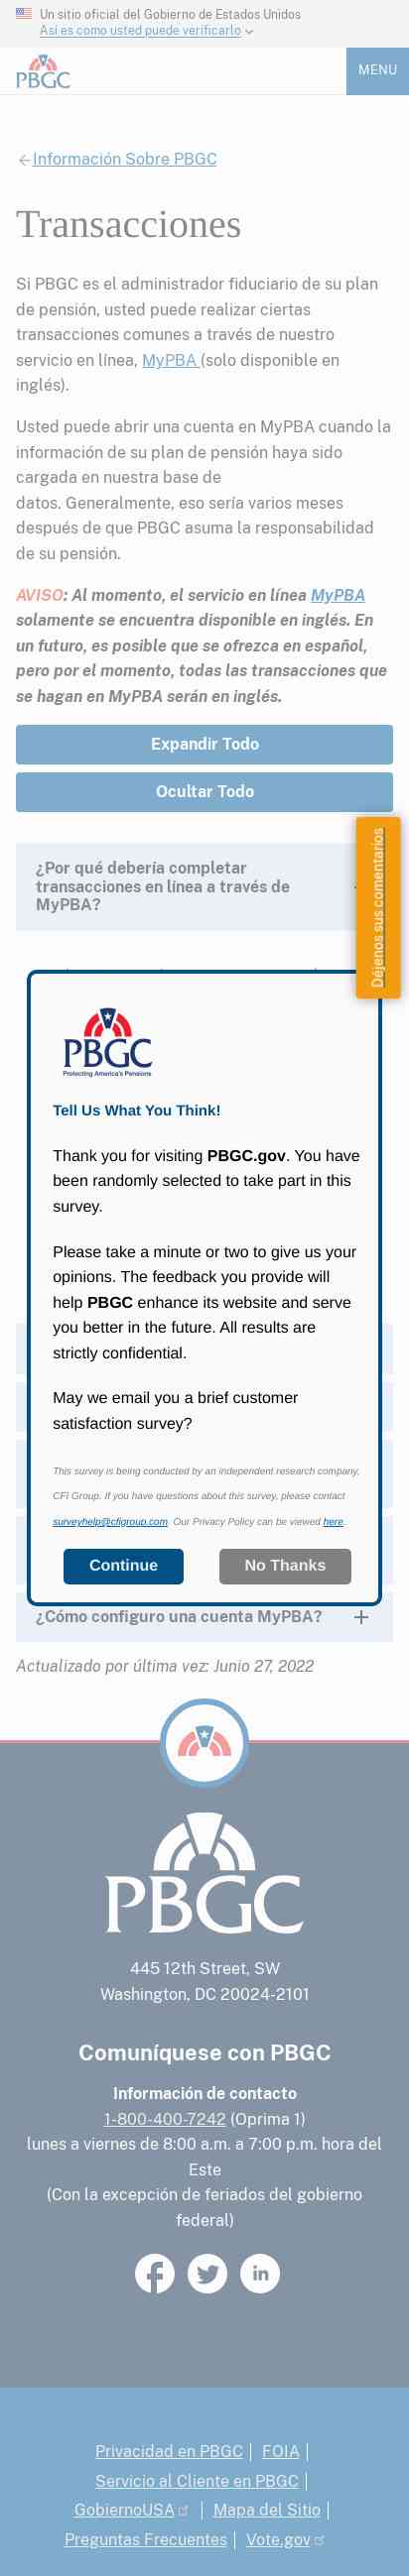 Un sitio oficial del Gobierno de Estados Unidos
Así es como usted puede verificarlo
PBGC
MENU
Información Sobre PBGC
Transacciones
Si PBGC es el administrador fiduciario de su plan
de pensión, usted puede realizar ciertas
transacciones comunes a través de nuestro
servicio en línea, MyPBA (solo disponible en
inglés).
Usted puede abrir una cuenta en MyPBA cuando la
información de su plan de pensión haya sido
cargada en nuestra base de
datos. Generalmente, eso sería varios meses
después de que PBGC asuma la responsabilidad
de su pensión.
AVISO: Al momento, el servicio en línea MyPBA
solamente se encuentra disponible en inglés. En
un futuro, es posible que se ofrezca en español,
pero por el momento, todas las transacciones que
se hagan en MyPBA serán en inglés.
Expandir Todo
Ocultar Todo
¿Por qué debería completar
transacciones en línea a través de
MyPBA?
Déjenos sus comentarios
PBGC
Protecting America's Pensions
Tell Us What You Think!
Thank you for visiting PBGC.gov. You have
been randomly selected to take part in this
survey.
Please take a minute or two to give us your
opinions. The feedback you provide will
help PBGC enhance its website and serve
you better in the future. All results are
strictly confidential.
May we email you a brief customer
satisfaction survey?
This survey is being conducted by an independent research company,
CFI Group. If you have questions about this survey, please contact
surveyhelp@cfigroup.com. Our Privacy Policy can be viewed here.
Continue
No Thanks
¿Cómo configuro una cuenta MyPBA?
Actualizado por última vez: Junio 27, 2022
PBGC
445 12th Street, SW
Washington, DC 20024-2101
Comuníquese con PBGC
Información de contacto
1-800-400-7242 (Oprima 1)
lunes a viernes de 8:00 a.m. a 7:00 p.m. hora del
Este
(Con la excepción de feriados del gobierno
federal)
Privacidad en PBGC | FOIA |
Servicio al Cliente en PBGC |
GobiernoUSA | Mapa del Sitio |
Preguntas Frecuentes | Vote.gov